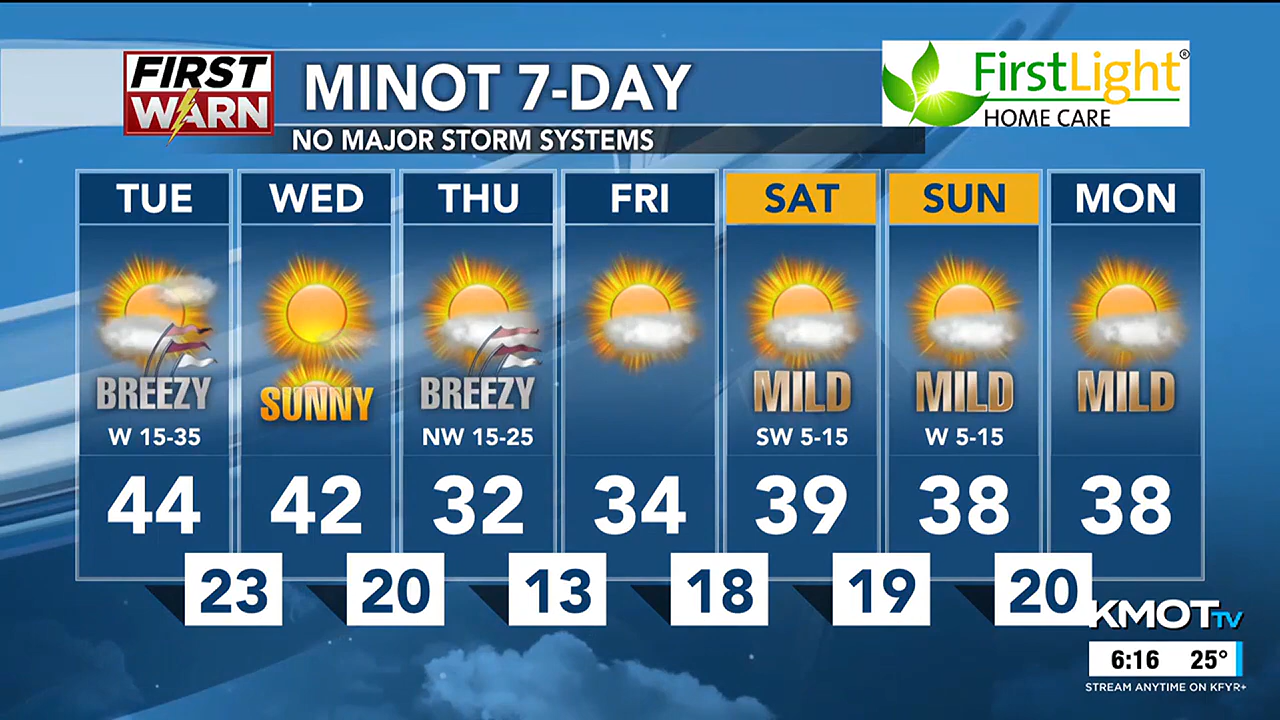 FIRST
WARN
MINOT 7-DAY
NO MAJOR STORM SYSTEMS
FirstLight®
HOME CARE
TUE WED THU FRI SAT SUN MON
BREEZY SUNNY BREEZY MILD MILD MILD
W 15-35 NW 15-25 SW 5-15 W 5-15
44 42 32 34 39 38 38
23 20 13 18 19 20
KMOT TV
6:16 25°
STREAM ANYTIME ON KFYR+